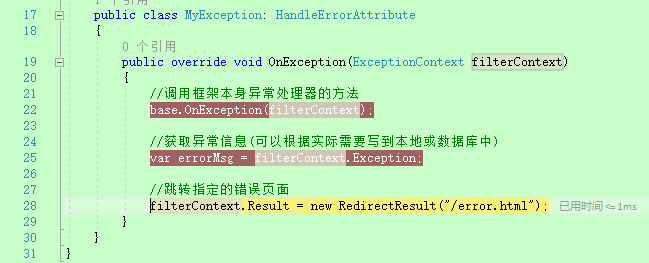 17 public class MyException: HandleErrorAttribute
18 {
0 个引用
19 public override void OnException(ExceptionContext filterContext)
20 {
21 //调用框架本身异常处理器的方法
22 base.OnException(filterContext);
23
24 //获取异常信息(可以根据实际需要写到本地或数据库中)
25 var errorMsg = filterContext.Exception;
26
27 //跳转指定的错误页面
28 filterContext.Result = new RedirectResult("/error.html"); 已用时间<=1ms
29 }
30 }
31 }